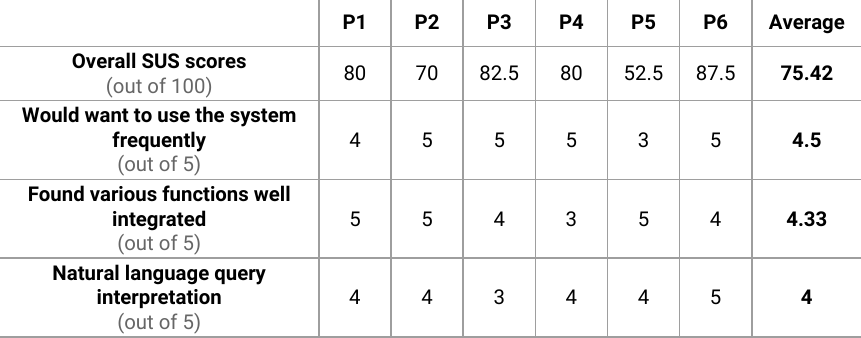 P1 P2 P3 P4 P5 P6 Average
Overall SUS scores
(out of 100)
80 70 82.5 80 52.5 87.5 75.42
Would want to use the system
frequently
(out of 5)
4 5 5 5 3 5 4.5
Found various functions well
integrated
(out of 5)
5 5 4 3 5 4 4.33
Natural language query
interpretation
(out of 5)
4 4 3 4 4 5 4